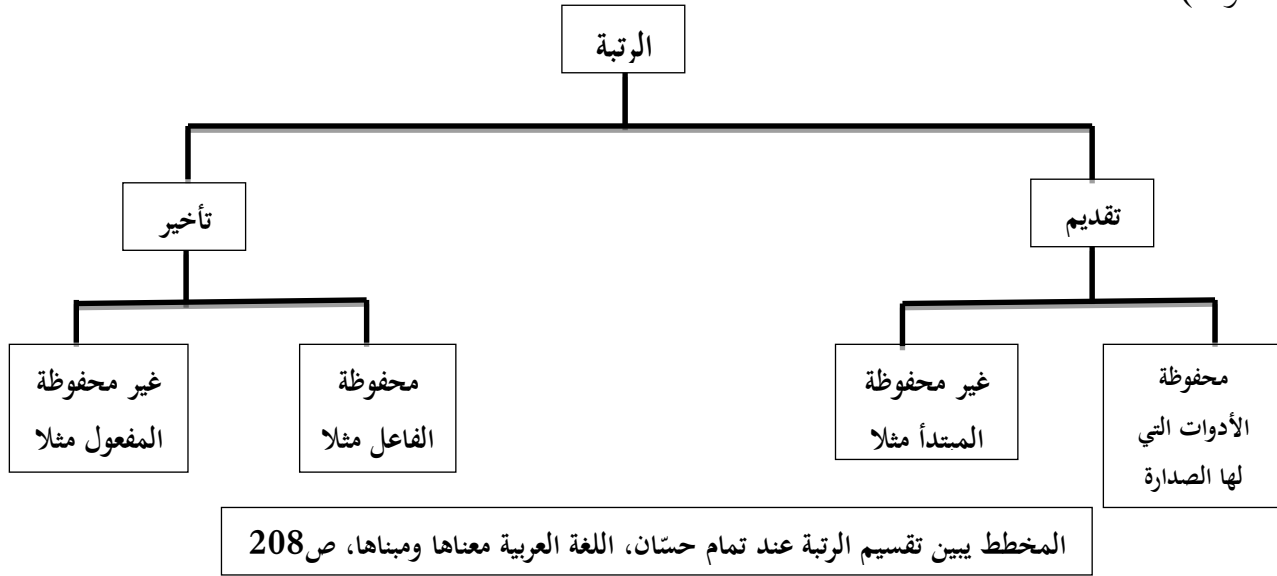 الرتبة
تقديم
تأخير
محفوظة
الأدوات التي
لها الصدارة
غير محفوظة
المبتدأ مثلا
محفوظة
الفاعل مثلا
غير محفوظة
المفعول مثلا
المخطط يبين تقسيم الرتبة عند تمام حسّان، اللغة العربية معناها ومبناها، ص208